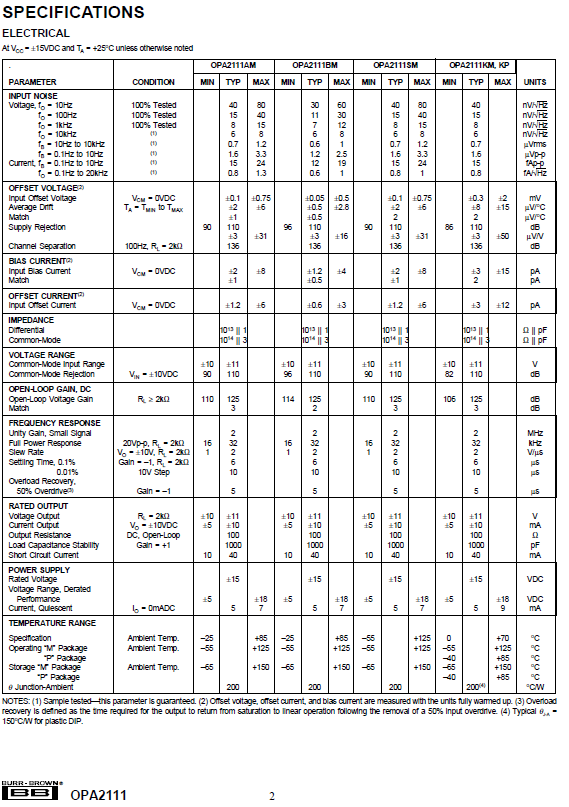 SPECIFICATIONS
ELECTRICAL
At VCC = ±15VDC and TA = +25°C unless otherwise noted
. OPA2111AM OPA2111BM OPA2111SM OPA2111KM, KP
PARAMETER CONDITION MIN TYP MAX MIN TYP MAX MIN TYP MAX MIN TYP MAX UNITS
INPUT NOISE
Voltage, fO = 10Hz 100% Tested 40 80 30 60 40 80 40 nV/√Hz
fO = 100Hz 100% Tested 15 40 11 30 15 40 15 nV/√Hz
fO = 1kHz 100% Tested 8 15 7 12 8 15 8 nV/√Hz
fO = 10kHz (1) 6 8 6 8 6 8 6 nV/√Hz
fB = 10Hz to 10kHz (1) 0.7 1.2 0.6 1 0.7 1.2 0.7 µVrms
fB = 0.1Hz to 10Hz (1) 1.6 3.3 1.2 2.5 1.6 3.3 1.6 µVp-p
Current, fB = 0.1Hz to 10Hz (1) 15 24 12 19 15 24 15 fAp-p
fO = 0.1Hz to 20kHz (1) 0.8 1.3 0.6 1 0.8 1 0.8 fA/√Hz
OFFSET VOLTAGE(2)
Input Offset Voltage VCM = 0VDC ±0.1 ±0.75 ±0.05 ±0.5 ±0.1 ±0.75 ±0.3 ±2 mV
Average Drift TA = TMIN to TMAX ±2 ±6 ±0.5 ±2.8 ±2 ±6 ±8 ±15 µV/°C
Match ±1 ±0.5 2 2 µV/°C
Supply Rejection 90 110 96 110 90 110 86 110 dB
±3 ±31 ±3 ±16 ±3 ±31 ±3 ±50 µV/V
Channel Separation 100Hz, RL = 2kΩ 136 136 136 136 dB
BIAS CURRENT(2)
Input Bias Current VCM = 0VDC ±2 ±8 ±1.2 ±4 ±2 ±8 ±3 ±15 pA
Match ±1 ±0.5 ±1 2 pA
OFFSET CURRENT(2)
Input Offset Current VCM = 0VDC ±1.2 ±6 ±0.6 ±3 ±1.2 ±6 ±3 ±12 pA
IMPEDANCE
Differential 10¹³ || 1 10¹³ || 1 10¹³ || 1 10¹³ || 1 Ω || pF
Common-Mode 10¹⁴ || 3 10¹⁴ || 3 10¹⁴ || 3 10¹⁴ || 3 Ω || pF
VOLTAGE RANGE
Common-Mode Input Range ±10 ±11 ±10 ±11 ±10 ±11 ±10 ±11 V
Common-Mode Rejection VIN = ±10VDC 90 110 96 110 90 110 82 110 dB
OPEN-LOOP GAIN, DC
Open-Loop Voltage Gain RL ≥ 2kΩ 110 125 114 125 110 125 106 125 dB
Match 3 2 3 3 dB
FREQUENCY RESPONSE
Unity Gain, Small Signal 2 2 2 2 MHz
Full Power Response 20Vp-p, RL = 2kΩ 16 32 16 32 16 32 32 kHz
Slew Rate VO = ±10V, RL = 2kΩ 1 2 1 2 1 2 2 V/µs
Settling Time, 0.1% Gain = –1, RL = 2kΩ 6 6 6 6 µs
0.01% 10V Step 10 10 10 10 µs
Overload Recovery,
50% Overdrive(3) Gain = –1 5 5 5 5 µs
RATED OUTPUT
Voltage Output RL = 2kΩ ±10 ±11 ±10 ±11 ±10 ±11 ±10 ±11 V
Current Output VO = ±10VDC ±5 ±10 ±5 ±10 ±5 ±10 ±5 ±10 mA
Output Resistance DC, Open-Loop 100 100 100 100 Ω
Load Capacitance Stability Gain = +1 1000 1000 1000 1000 pF
Short Circuit Current 10 40 10 40 10 40 10 40 mA
POWER SUPPLY
Rated Voltage ±15 ±15 ±15 ±15 VDC
Voltage Range, Derated
Performance ±5 ±18 ±5 ±18 ±5 ±18 ±5 ±18 VDC
Current, Quiescent IO = 0mADC 5 7 5 7 5 7 5 9 mA
TEMPERATURE RANGE
Specification Ambient Temp. –25 +85 –25 +85 –55 +125 0 +70 °C
Operating “M” Package Ambient Temp. –55 +125 –55 +125 –55 +125 –55 +125 °C
“P” Package –40 +85 °C
Storage “M” Package Ambient Temp. –65 +150 –65 +150 –65 +150 –65 +150 °C
“P” Package –40 +85 °C
θ Junction-Ambient 200 200 200 200(4) °C/W
NOTES: (1) Sample tested—this parameter is guaranteed. (2) Offset voltage, offset current, and bias current are measured with the units fully warmed up. (3) Overload
recovery is defined as the time required for the output to return from saturation to linear operation following the removal of a 50% input overdrive. (4) Typical θJ-A =
150°C/W for plastic DIP.
BURR-BROWN®
BB OPA2111 2